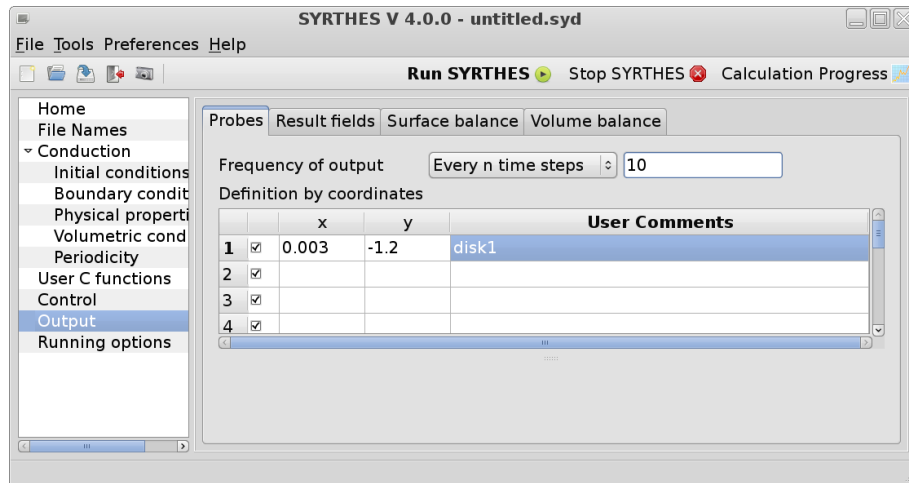 SYRTHES V 4.0.0 - untitled.syd
File Tools Preferences Help
Run SYRTHES Stop SYRTHES Calculation Progress
Home
File Names
Conduction
Initial conditions
Boundary condit
Physical properti
Volumetric cond
Periodicity
User C functions
Control
Output
Running options
Probes Result fields Surface balance Volume balance
Frequency of output Every n time steps 10
Definition by coordinates
x y User Comments
1 0.003 -1.2 disk1
2
3
4